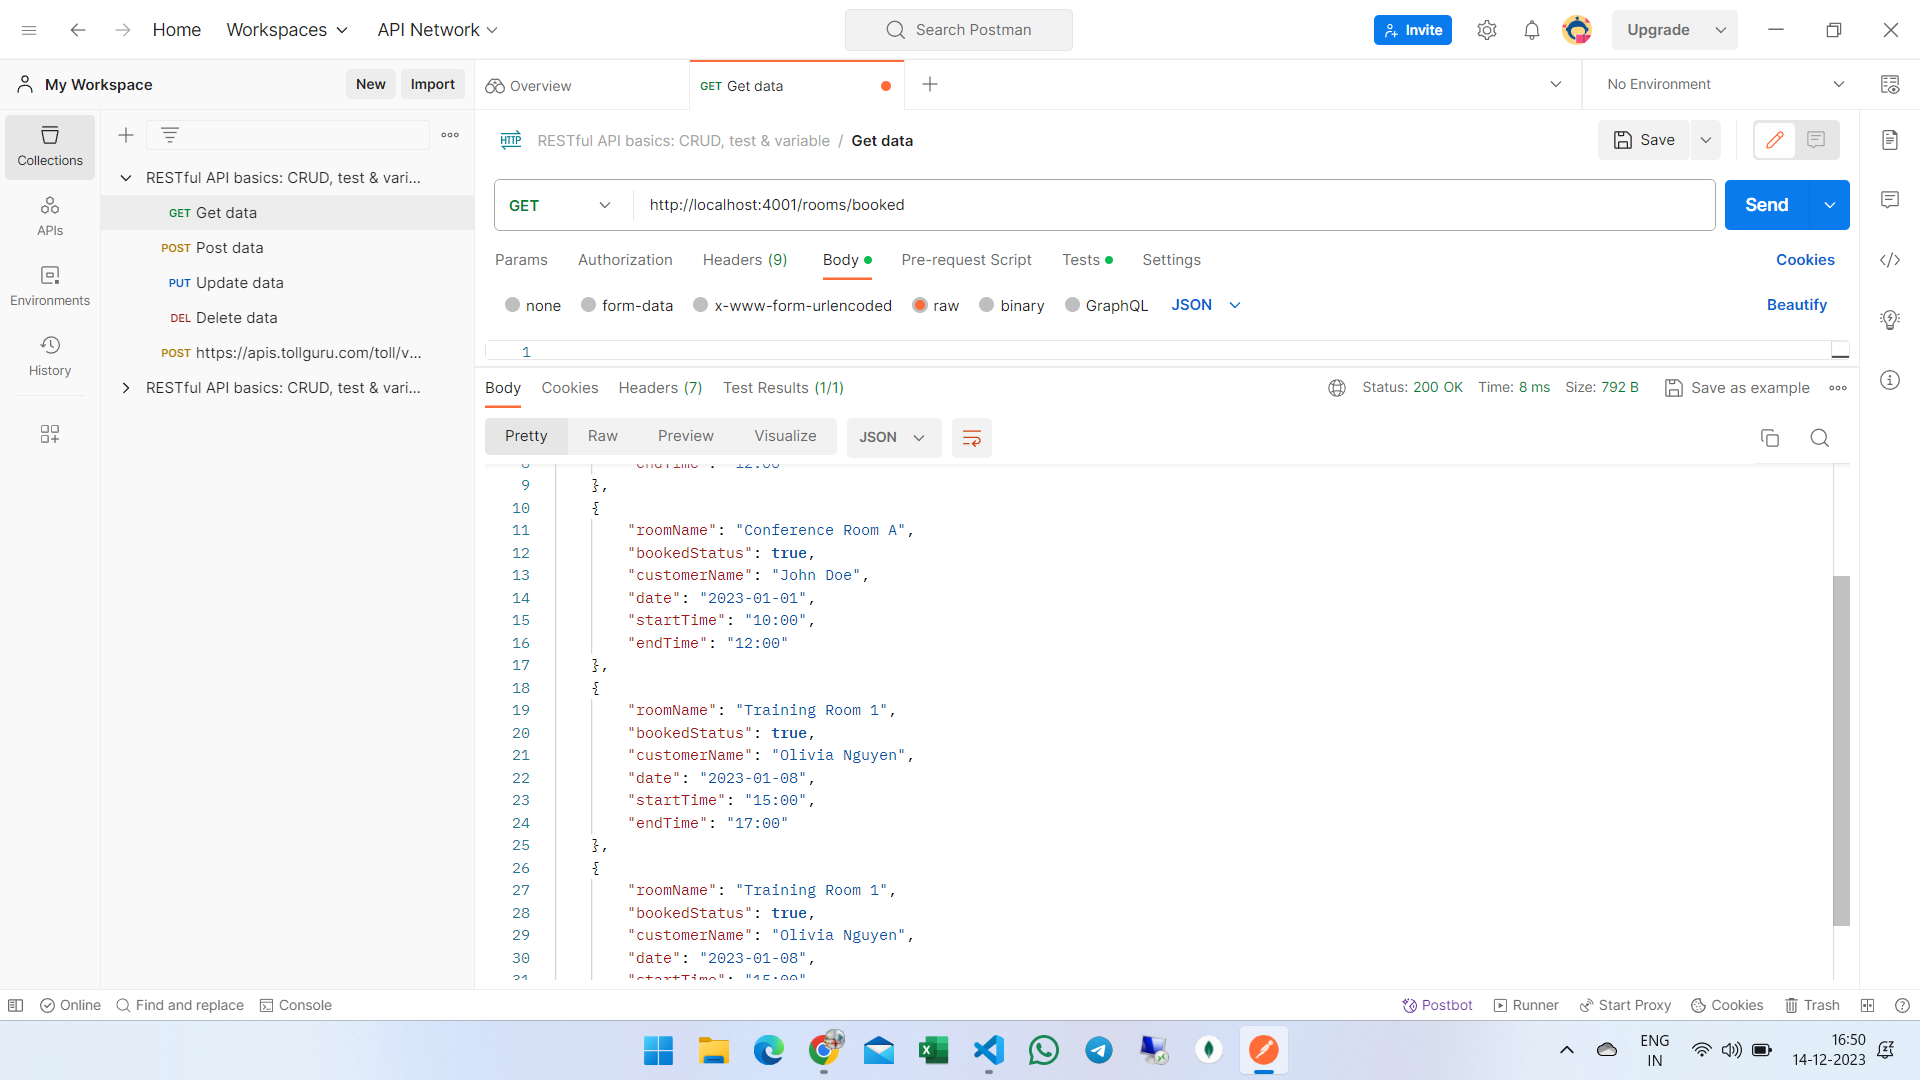 Home Workspaces API Network Search Postman Invite Upgrade
My Workspace New Import Overview GET Get data No Environment
RESTful API basics: CRUD, test & variable / Get data Save
Collections
APIs
Environments
History
RESTful API basics: CRUD, test & vari...
GET Get data
POST Post data
PUT Update data
DEL Delete data
POST https://apis.tollguru.com/toll/v...
RESTful API basics: CRUD, test & vari...
GET http://localhost:4001/rooms/booked Send
Params Authorization Headers (9) Body Pre-request Script Tests Settings Cookies
none form-data x-www-form-urlencoded raw binary GraphQL JSON Beautify
1
Body Cookies Headers (7) Test Results (1/1) Status: 200 OK Time: 8 ms Size: 792 B Save as example
Pretty Raw Preview Visualize JSON
8 "endTime": "12:00"
9 },
10 {
11 "roomName": "Conference Room A",
12 "bookedStatus": true,
13 "customerName": "John Doe",
14 "date": "2023-01-01",
15 "startTime": "10:00",
16 "endTime": "12:00"
17 },
18 {
19 "roomName": "Training Room 1",
20 "bookedStatus": true,
21 "customerName": "Olivia Nguyen",
22 "date": "2023-01-08",
23 "startTime": "15:00",
24 "endTime": "17:00"
25 },
26 {
27 "roomName": "Training Room 1",
28 "bookedStatus": true,
29 "customerName": "Olivia Nguyen",
30 "date": "2023-01-08",
31 "startTime": "15:00"
Online Find and replace Console Postbot Runner Start Proxy Cookies Trash
ENG 16:50
IN 14-12-2023